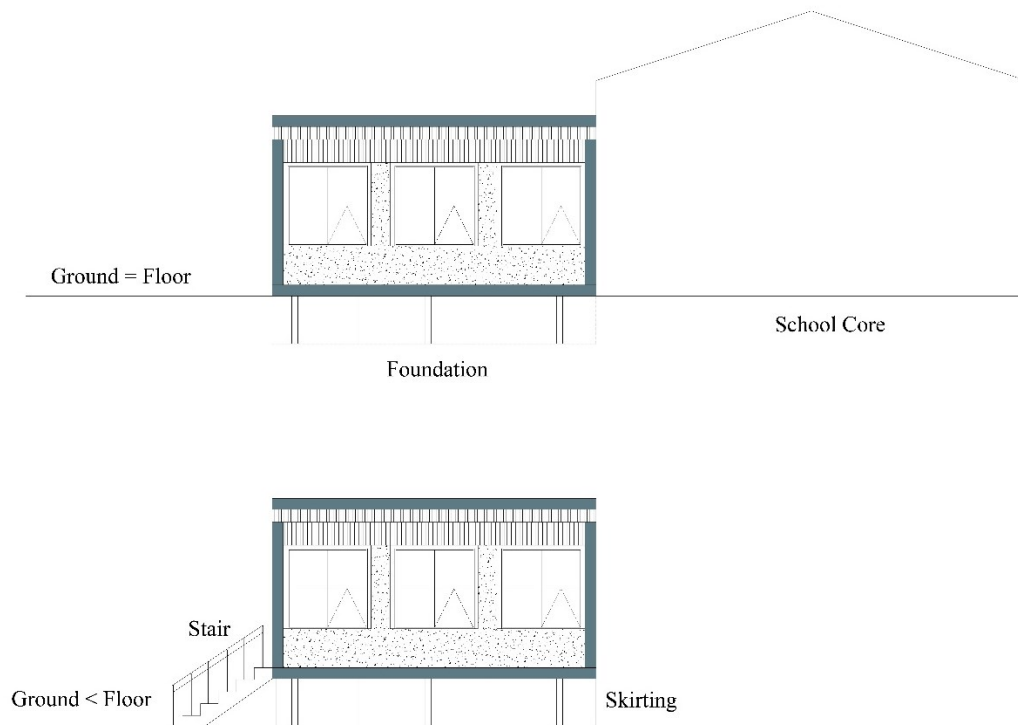 Ground = Floor
School Core
Foundation
Stair
Ground < Floor
Skirting